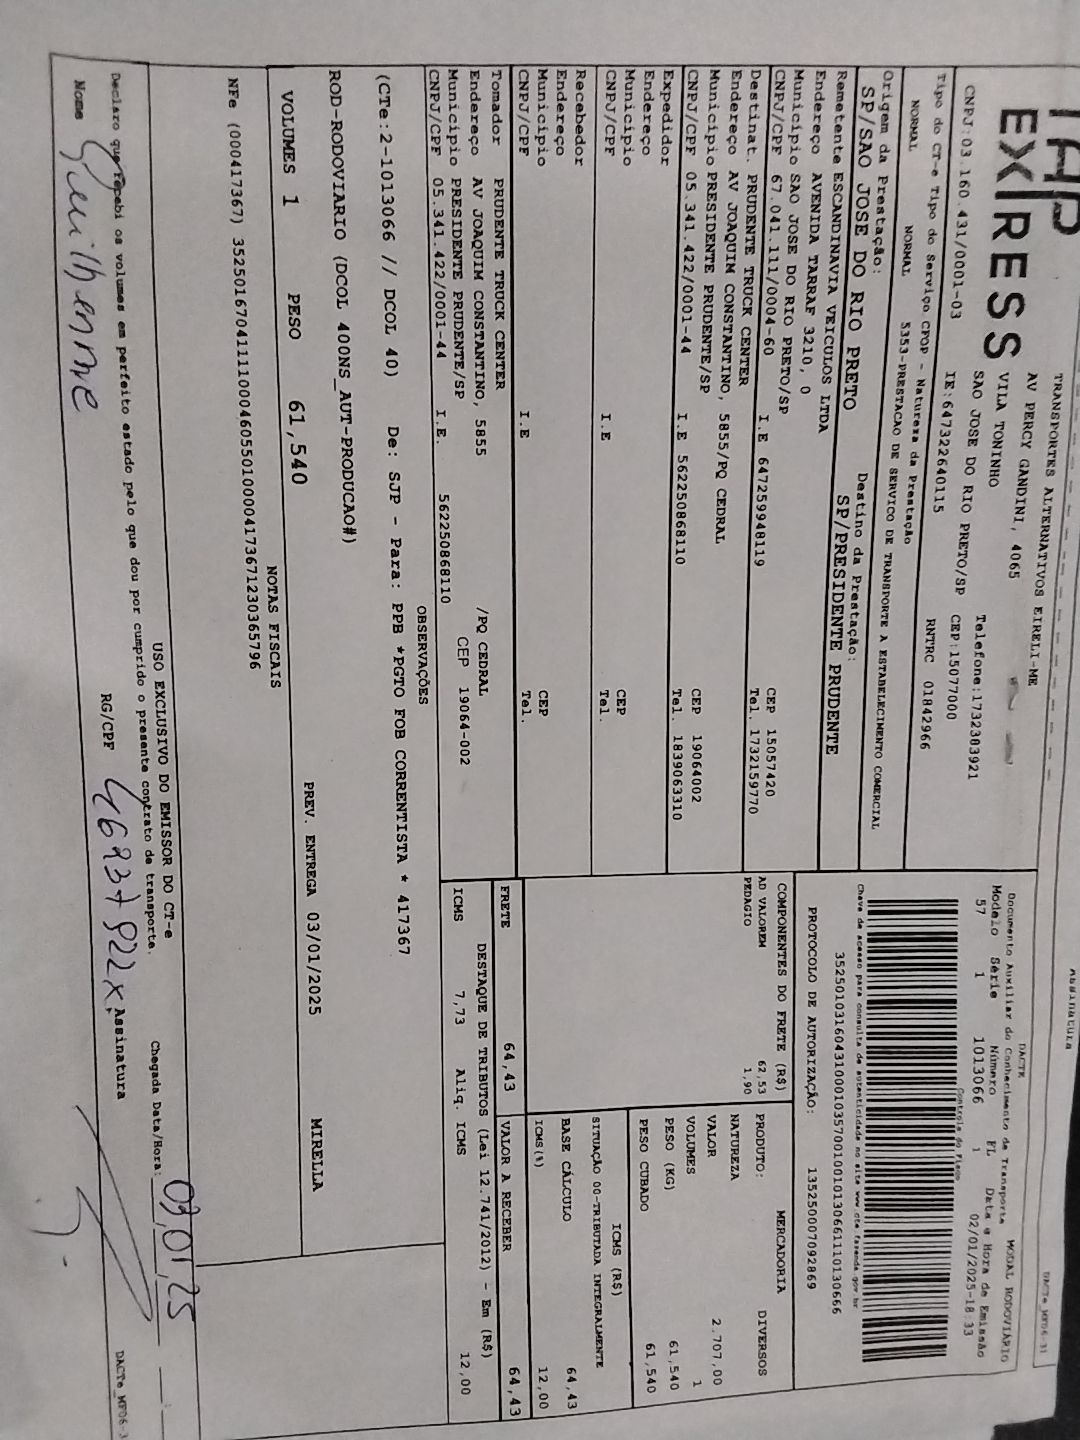 Assinatura
DACTe_MF06-31
TAP
EXPRESS
TRANSPORTES ALTERNATIVOS EIRELI-ME
AV PERCY GANDINI, 4065
VILA TONINHO
SAO JOSE DO RIO PRETO/SP
Telefone:1732383921
CEP:15077000
CNPJ:03.160.431/0001-03
IE:647322640115
RNTRC 01842966
DACTE
Documento Auxiliar do Conhecimento de Transporte
MODAL RODOVIÁRIO
Modelo Série Número FL Data e Hora de Emissão
57 1 1013066 1 02/01/2025-18:33
Controle do Fisco
Chave de acesso para consulta de autenticidade no site www.cte.fazenda.gov.br
PROTOCOLO DE AUTORIZAÇÃO: 135250007092869
Tipo do CT-e Tipo do Serviço CFOP - Natureza da Prestação
NORMAL NORMAL 5353-PRESTACAO DE SERVICO DE TRANSPORTE A ESTABELECIMENTO COMERCIAL
Origem da Prestação: Destino da Prestação:
SP/SAO JOSE DO RIO PRETO SP/PRESIDENTE PRUDENTE
Remetente ESCANDINAVIA VEICULOS LTDA
Endereço AVENIDA TARRAF 3210, 0
Município SAO JOSE DO RIO PRETO/SP CEP 15057420
CNPJ/CPF 67.041.111/0004-60 I.E 647259948119 Tel. 1732159770
Destinat. PRUDENTE TRUCK CENTER
Endereço AV JOAQUIM CONSTANTINO, 5855/PQ CEDRAL
Município PRESIDENTE PRUDENTE/SP CEP 19064002
CNPJ/CPF 05.341.422/0001-44 I.E 562250868110 Tel. 1839063310
Expedidor
Endereço
Município CEP
CNPJ/CPF I.E Tel.
Recebedor
Endereço
Município CEP
CNPJ/CPF I.E Tel.
Tomador PRUDENTE TRUCK CENTER
Endereço AV JOAQUIM CONSTANTINO, 5855 /PQ CEDRAL
Município PRESIDENTE PRUDENTE/SP CEP 19064-002
CNPJ/CPF 05.341.422/0001-44 I.E. 562250868110
COMPONENTES DO FRETE (R$)
AD VALOREM 62,53
PEDAGIO 1,90
FRETE 64,43
PRODUTO: MERCADORIA DIVERSOS
NATUREZA
VALOR 2.707,00
VOLUMES 1
PESO (KG) 61,540
PESO CUBADO 61,540
ICMS (R$)
SITUAÇÃO 00-TRIBUTADA INTEGRALMENTE
BASE CÁLCULO 64,43
ICMS(%) 12,00
VALOR A RECEBER 64,43
DESTAQUE DE TRIBUTOS (Lei 12.741/2012) - Em (R$)
ICMS 7,73 Aliq. ICMS 12,00
OBSERVAÇÕES
(CTe:2-1013066 // DCOL 40) De: SJP - Para: PPB *PGTO FOB CORRENTISTA * 417367
ROD-RODOVIARIO (DCOL 400NS_AUT-PRODUCAO#)
PREV. ENTREGA 03/01/2025 MIRELLA
VOLUMES 1 PESO 61,540
NOTAS FISCAIS
NFe (000417367)
USO EXCLUSIVO DO EMISSOR DO CT-e
Declaro que recebi os volumes em perfeito estado pelo que dou por cumprido o presente contrato de transporte.
Chegada Data/Hora: 03/01/25
Nome Guilherme RG/CPF Assinatura